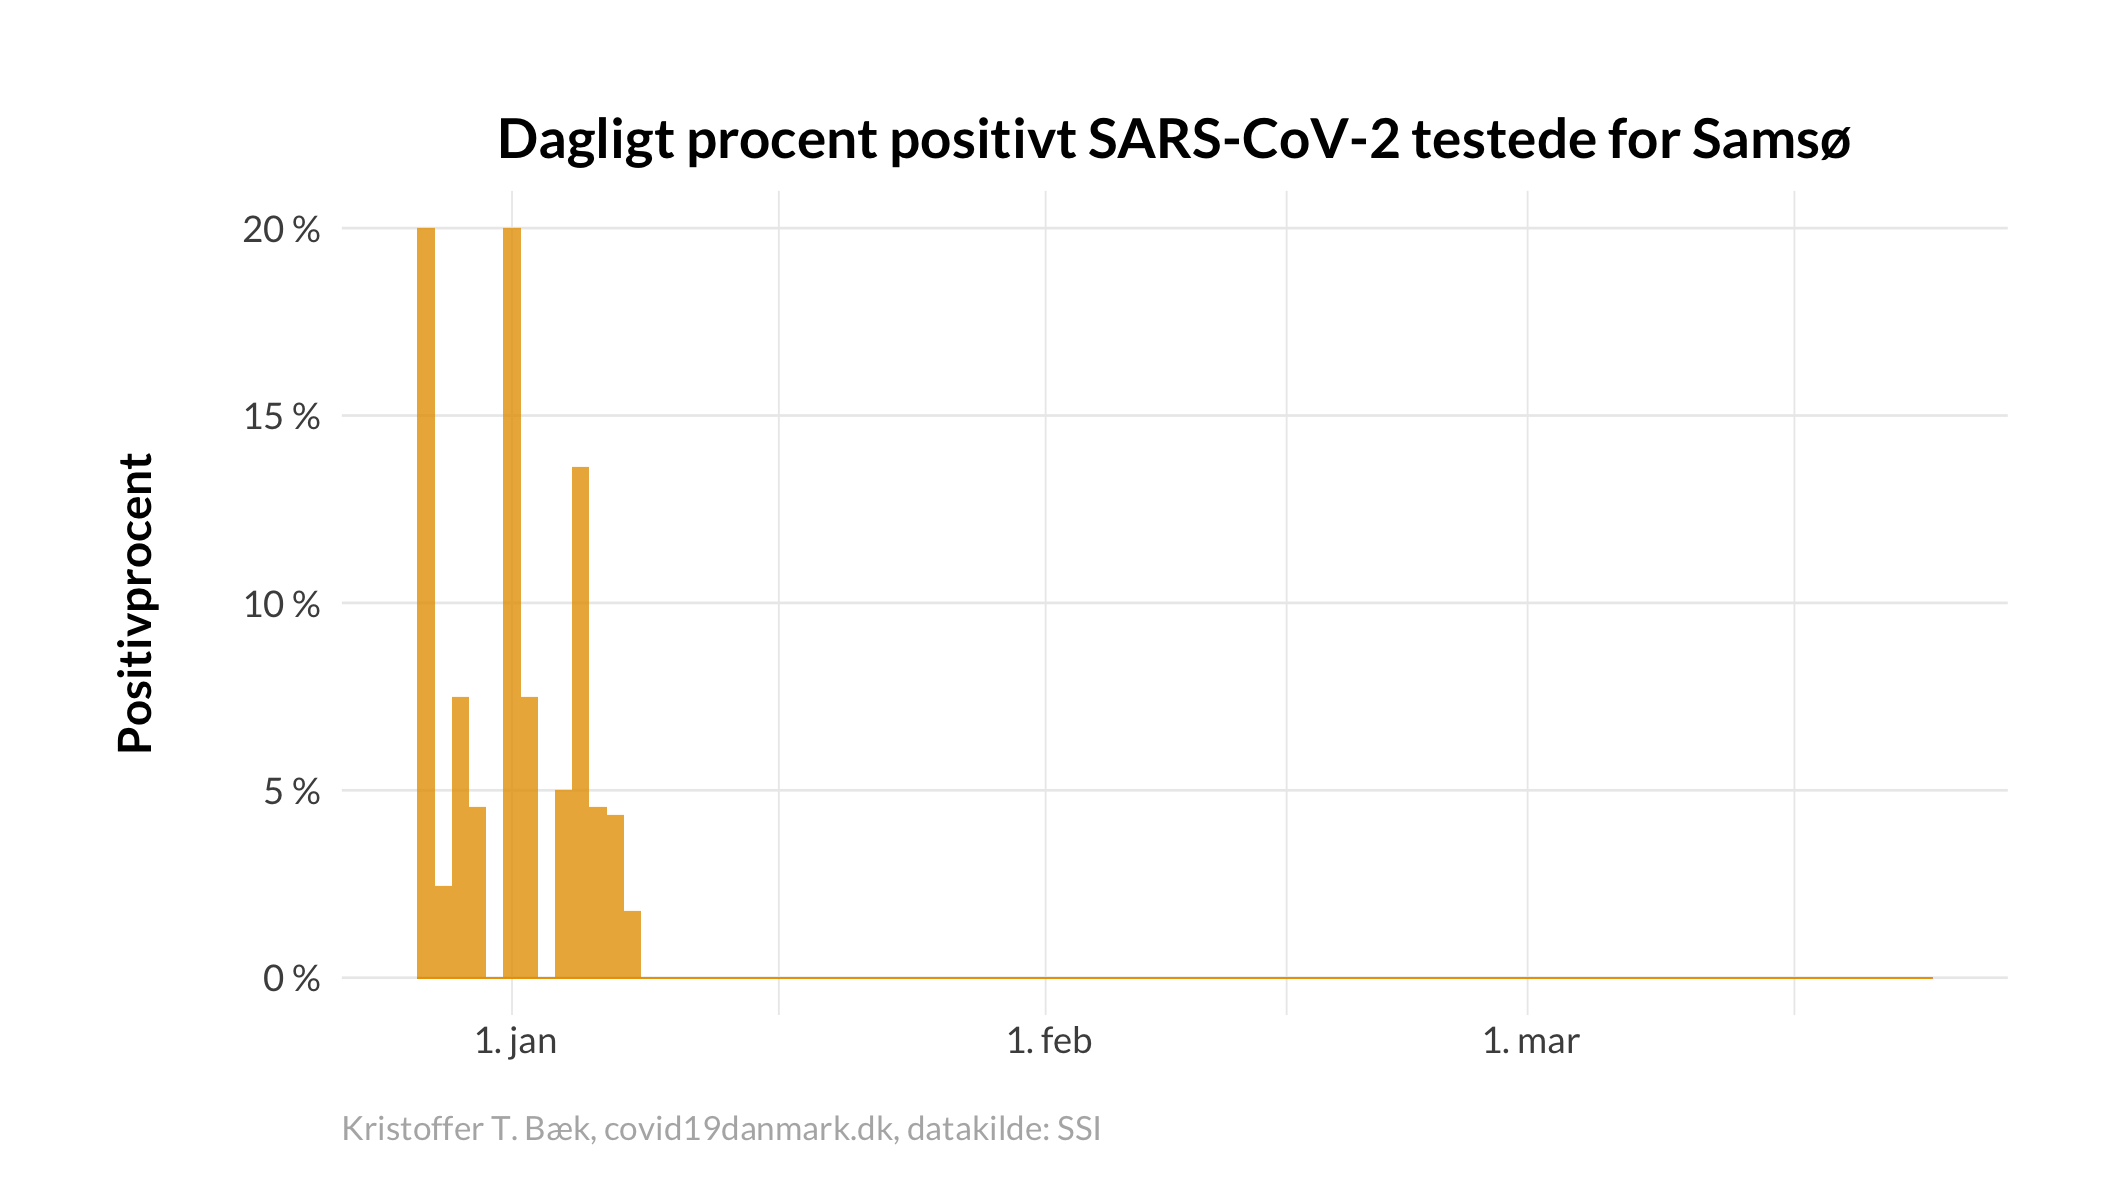 Dagligt procent positivt SARS-CoV-2 testede for Samsø
Positivprocent
20 %
15 %
10 %
5 %
0 %
1. jan
1. feb
1. mar
Kristoffer T. Bæk, covid19danmark.dk, datakilde: SSI